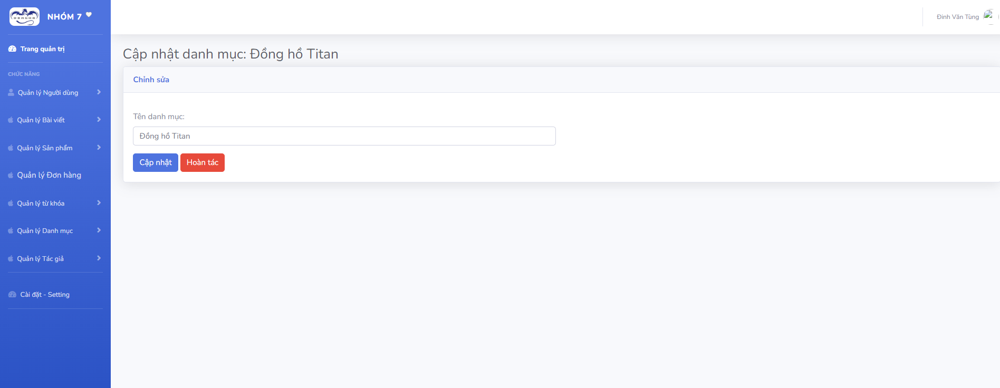 DRAGON
NHÓM 7
Đinh Văn Tùng
Trang quản trị
CHỨC NĂNG
Quản lý Người dùng
Quản lý Bài viết
Quản lý Sản phẩm
Quản lý Đơn hàng
Quản lý từ khóa
Quản lý Danh mục
Quản lý Tác giả
Cài đặt - Setting
Cập nhật danh mục: Đồng hồ Titan
Chỉnh sửa
Tên danh mục:
Đồng hồ Titan
Cập nhật Hoàn tác